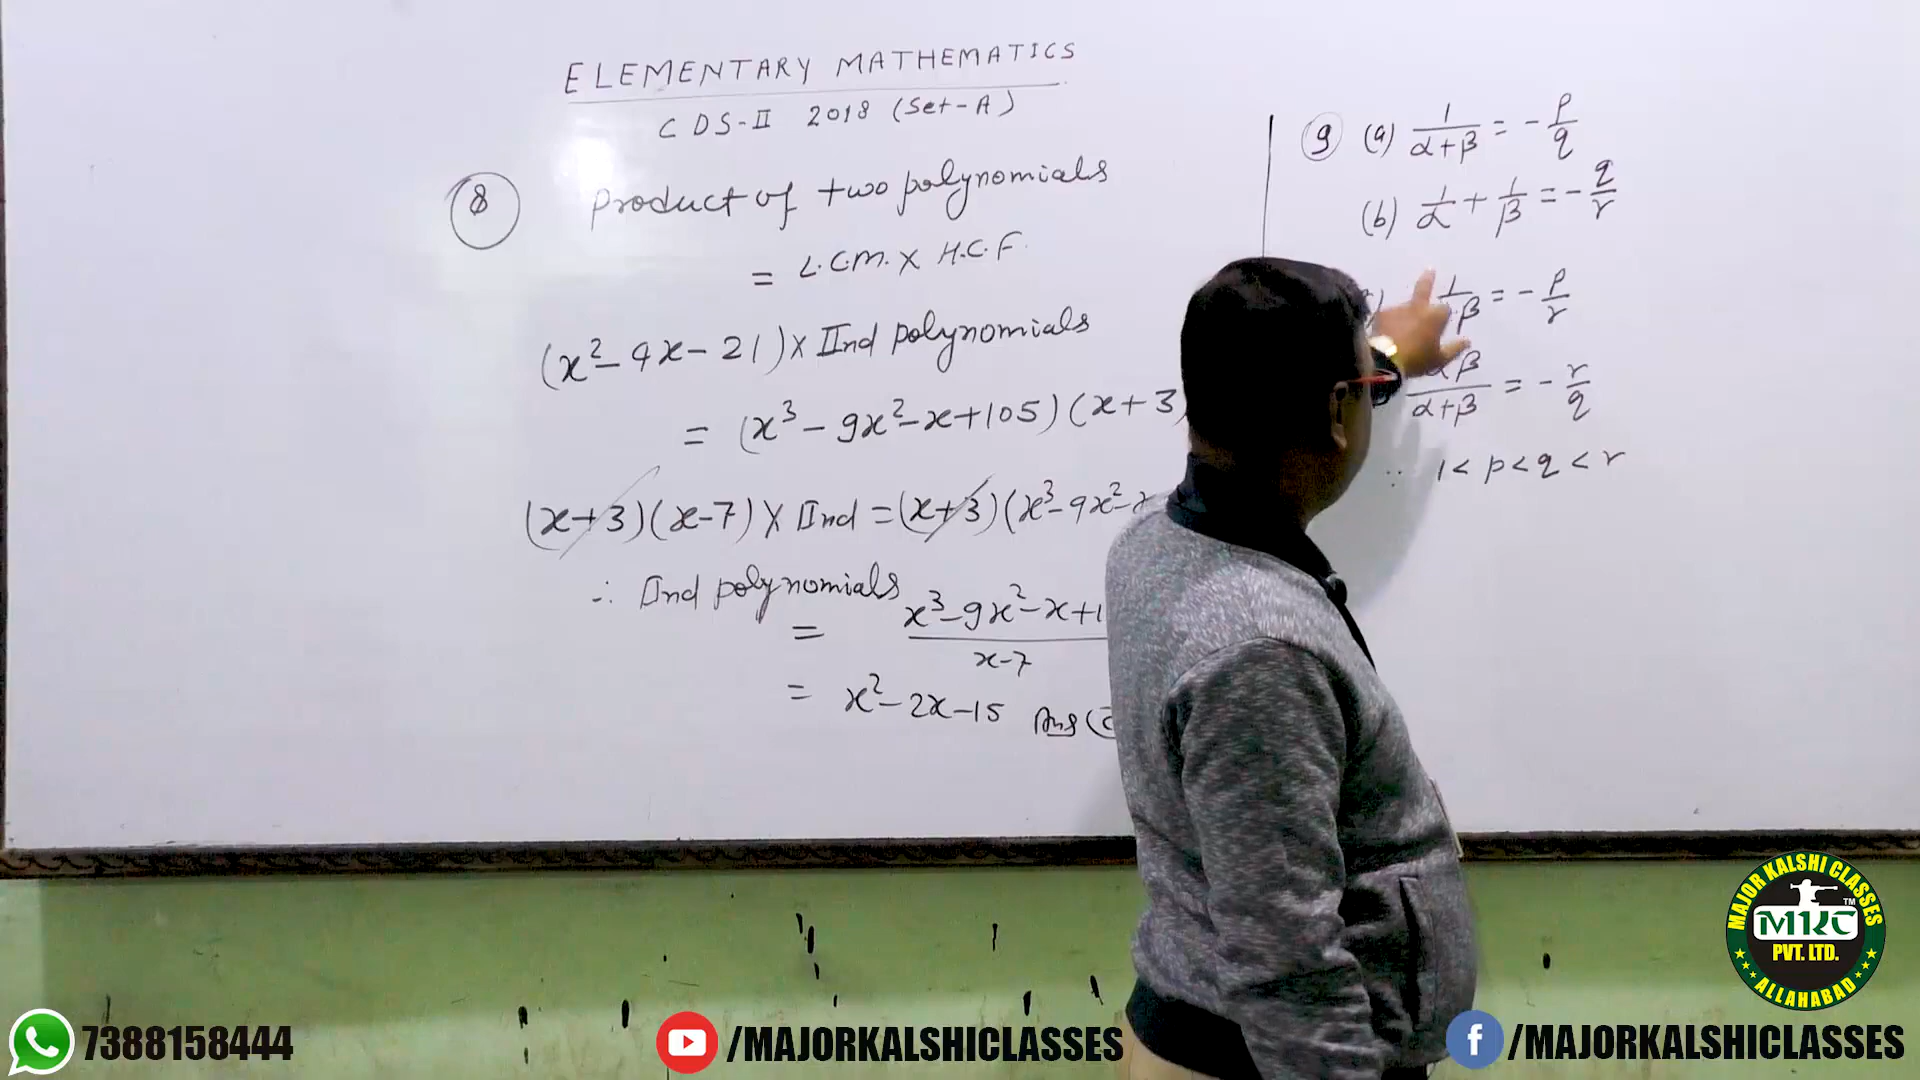 ELEMENTARY MATHEMATICS
CDS-II 2018 (Set-A)
8 Product of two polynomials
= L.C.M. X H.C.F.
(x² - 4x - 21) X IInd polynomials
= (x³ - 9x² - x + 105) (x + 3)
(x+3) (x-7) X IInd = (x+3) (x³ - 9x² - x
∴ IInd polynomials
= x³ - 9x² - x + 1
x-7
= x² - 2x - 15 Ans (c
9 (a) 1/(α+β) = - p/q
(b) 1/α + 1/β = - q/r
1/ β = - p/r
αβ/(α+β) = - r/q
∵ 1 < p < q < r
MAJOR KALSHI CLASSES
MKC TM
PVT. LTD.
ALLAHABAD
7388158444
/MAJORKALSHICLASSES
/MAJORKALSHICLASSES